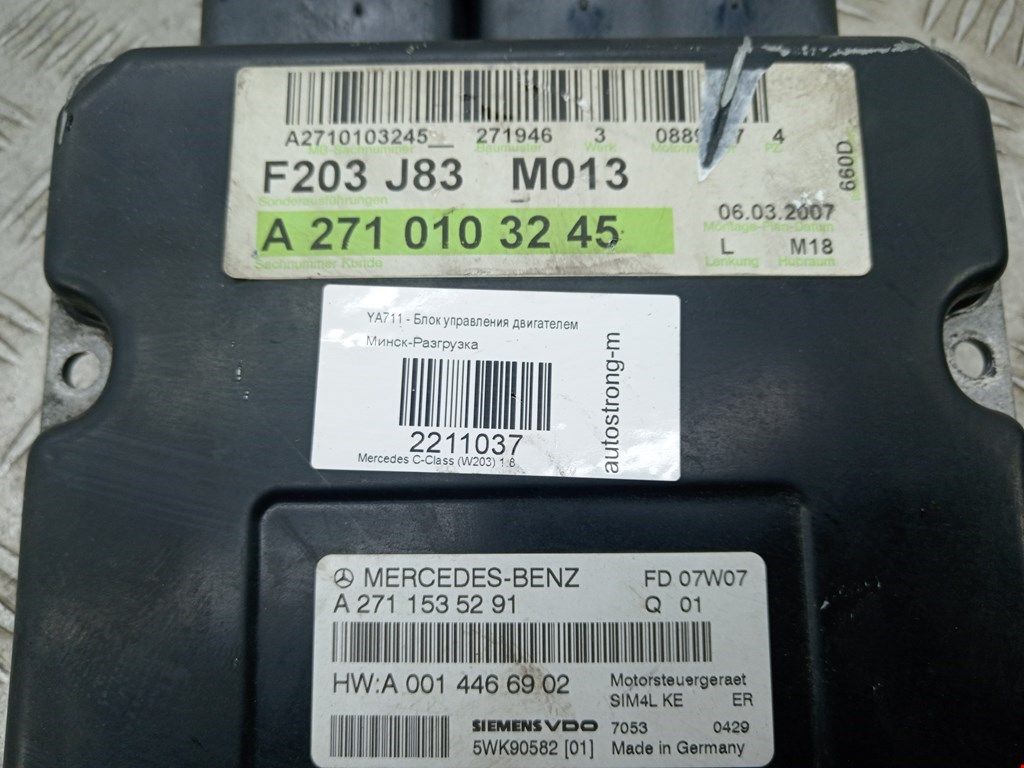 A2710103245 271946 3 4
MB-Sachnummer Baumuster Werk PZ
F203 J83 M013
660D
Sonderausführungen
06.03.2007
A 271 010 32 45
Montage-Plan-Datum
L M18
Sachnummer Kunde Lenkung Hubraum
YA711 - Блок управления двигателем
Минск-Разгрузка
2211037
Mercedes C-Class (W203) 1.8
autostrong-m
MERCEDES-BENZ FD 07W07
A 271 153 52 91 Q 01
HW:A 001 446 69 02 Motorsteuergeraet
SIM4L KE ER
SIEMENS VDO 7053 0429
5WK90582 [01] Made in Germany